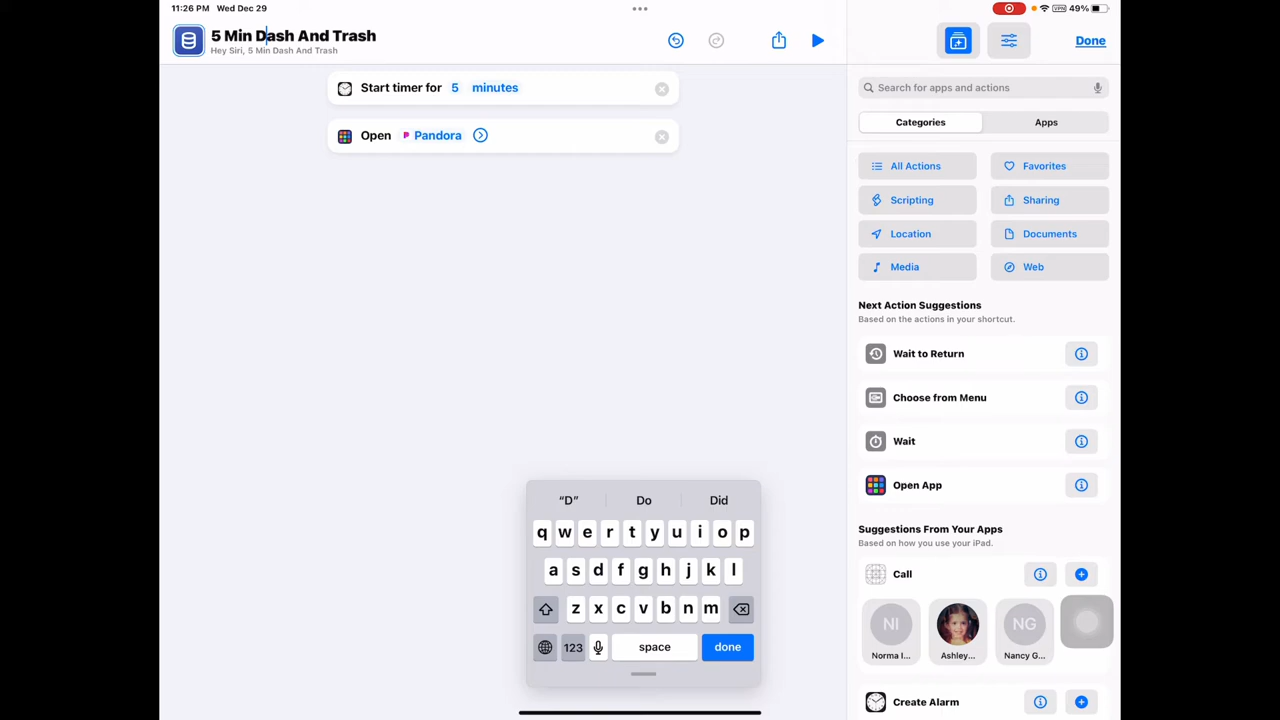 11:26 PM Wed Dec 29
VPN 49%
5 Min Dash And Trash
Hey Siri, 5 Min Dash And Trash
Done
Start timer for 5 minutes
Open Pandora
Search for apps and actions
Categories
Apps
All Actions
Favorites
Scripting
Sharing
Location
Documents
Media
Web
Next Action Suggestions
Based on the actions in your shortcut.
Wait to Return
Choose from Menu
Wait
Open App
Suggestions From Your Apps
Based on how you use your iPad.
Call
NI
NG
Norma I...
Ashley...
Nancy G...
Create Alarm
“D”
Do
Did
q w e r t y u i o p
a s d f g h j k l
z x c v b n m
123
space
done